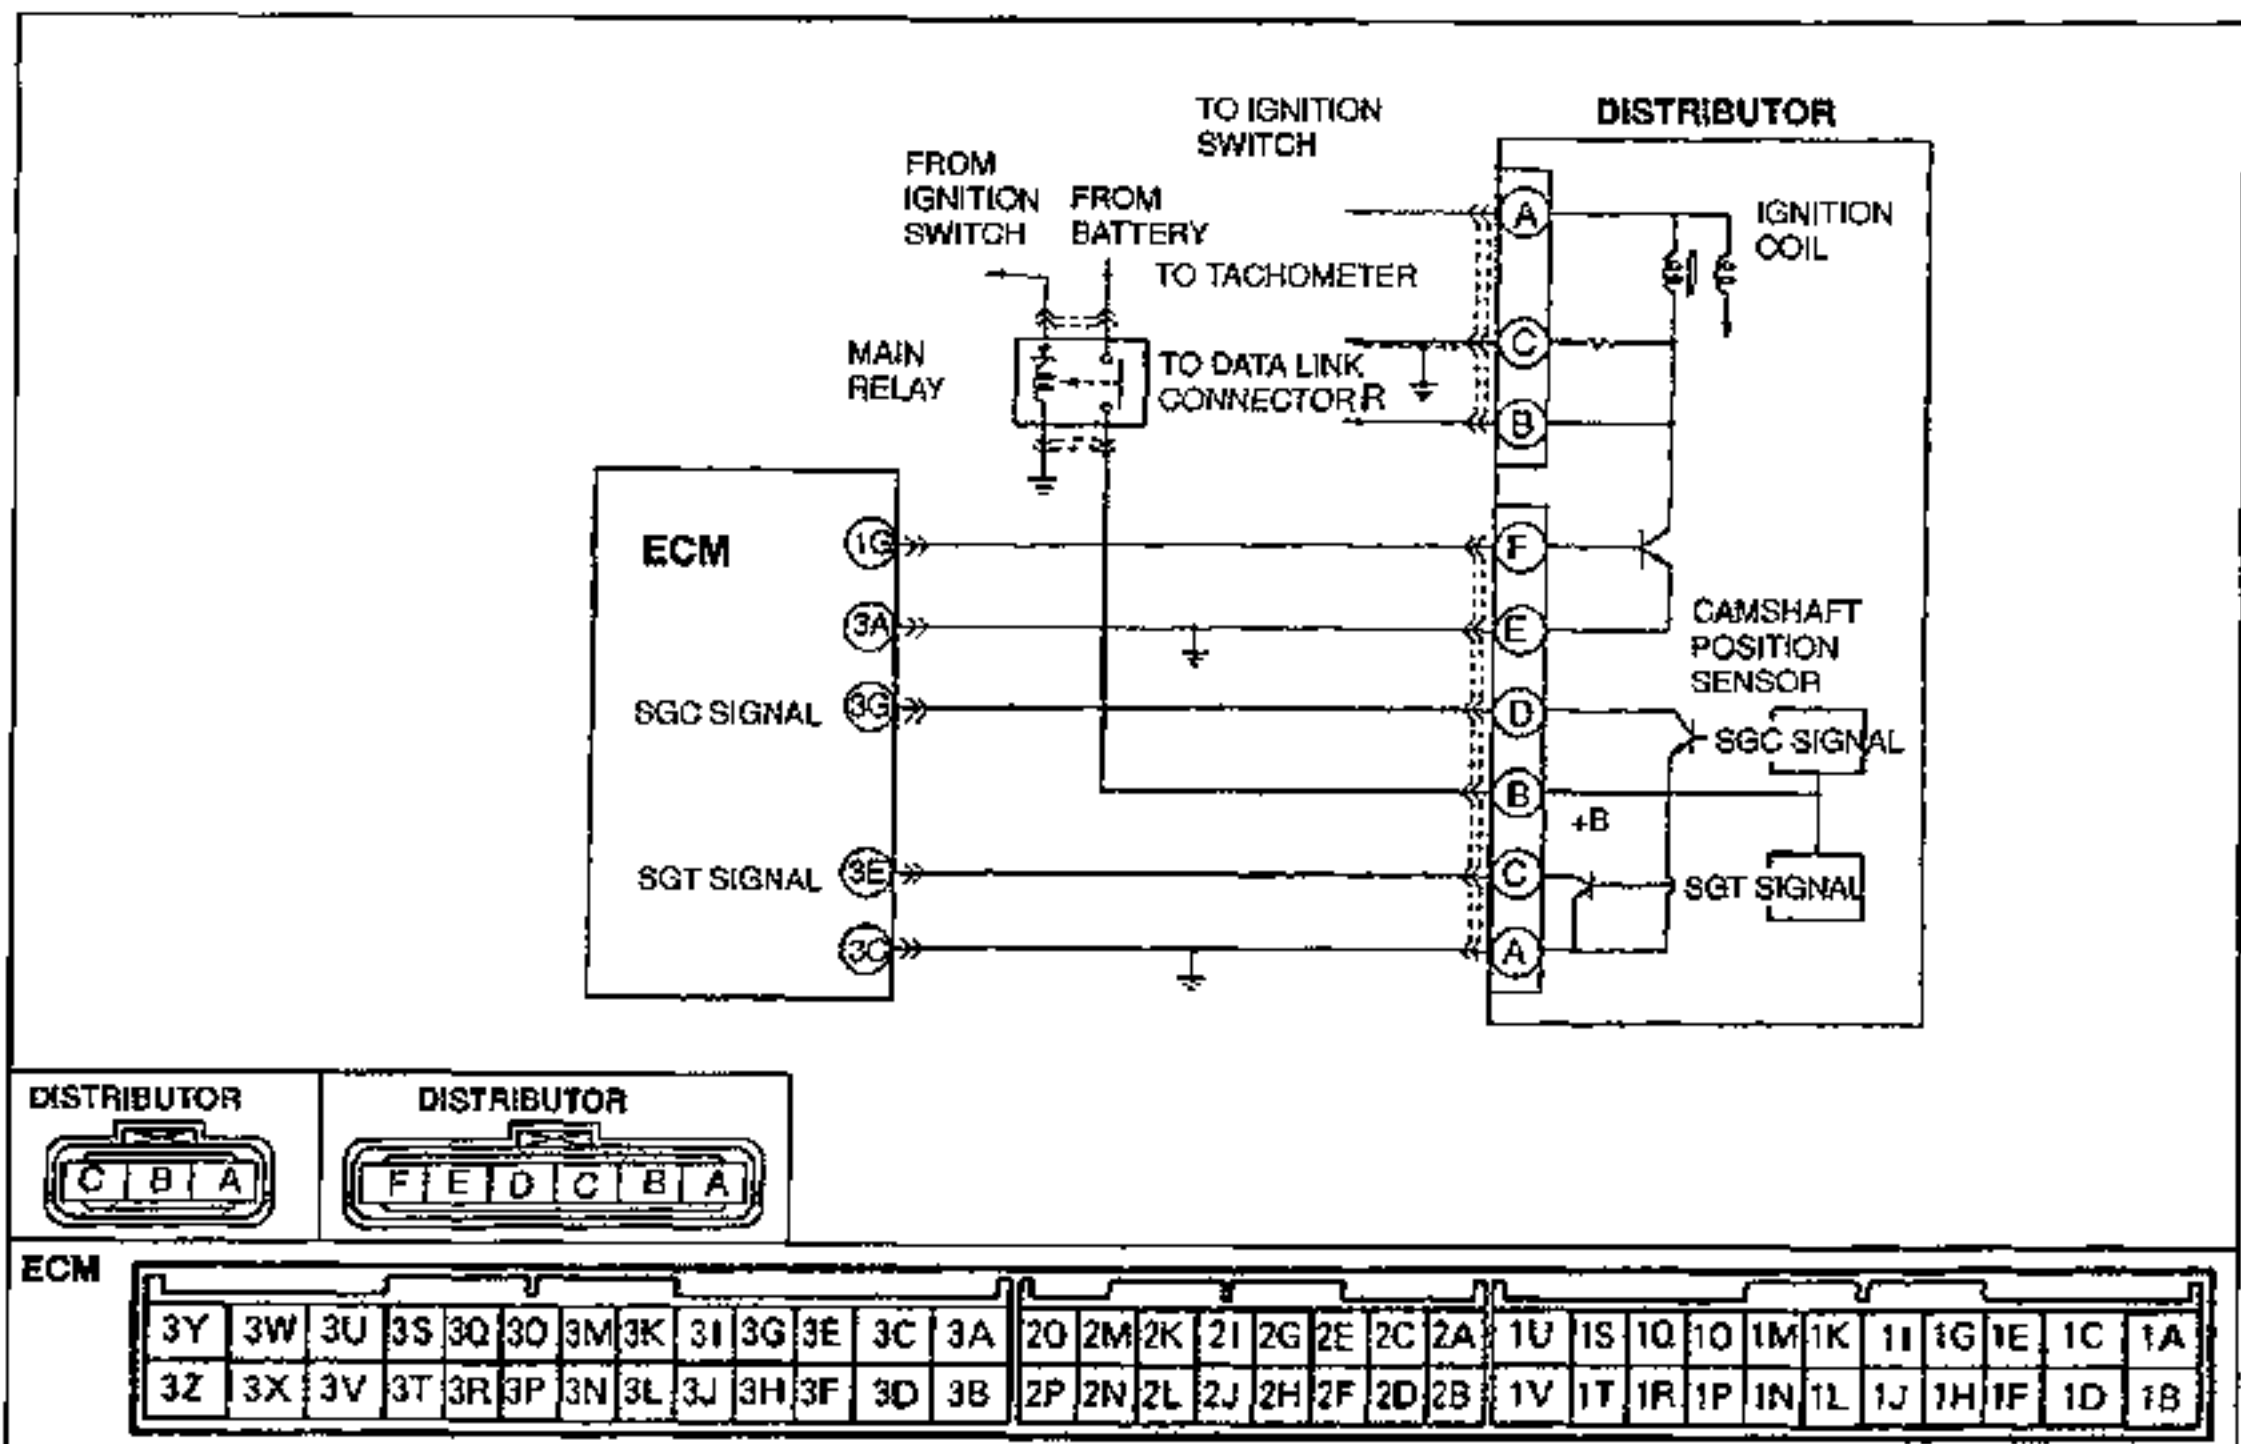 TO IGNITION
SWITCH
DISTRIBUTOR
FROM
IGNITION
SWITCH
FROM
BATTERY
TO TACHOMETER
A
IGNITION
COIL
MAIN
RELAY
TO DATA LINK
CONNECTOR R
C
B
ECM
1G
F
3A
E
CAMSHAFT
POSITION
SENSOR
SGC SIGNAL
3G
D
SGC SIGNAL
B
+B
SGT SIGNAL
3E
C
SGT SIGNAL
3C
A
DISTRIBUTOR
C B A
DISTRIBUTOR
F E D C B A
ECM
3Y 3W 3U 3S 3Q 3O 3M 3K 3I 3G 3E 3C 3A 2O 2M 2K 2I 2G 2E 2C 2A 1U 1S 1Q 1O 1M 1K 1I 1G 1E 1C 1A
3Z 3X 3V 3T 3R 3P 3N 3L 3J 3H 3F 3D 3B 2P 2N 2L 2J 2H 2F 2D 2B 1V 1T 1R 1P 1N 1L 1J 1H 1F 1D 1B